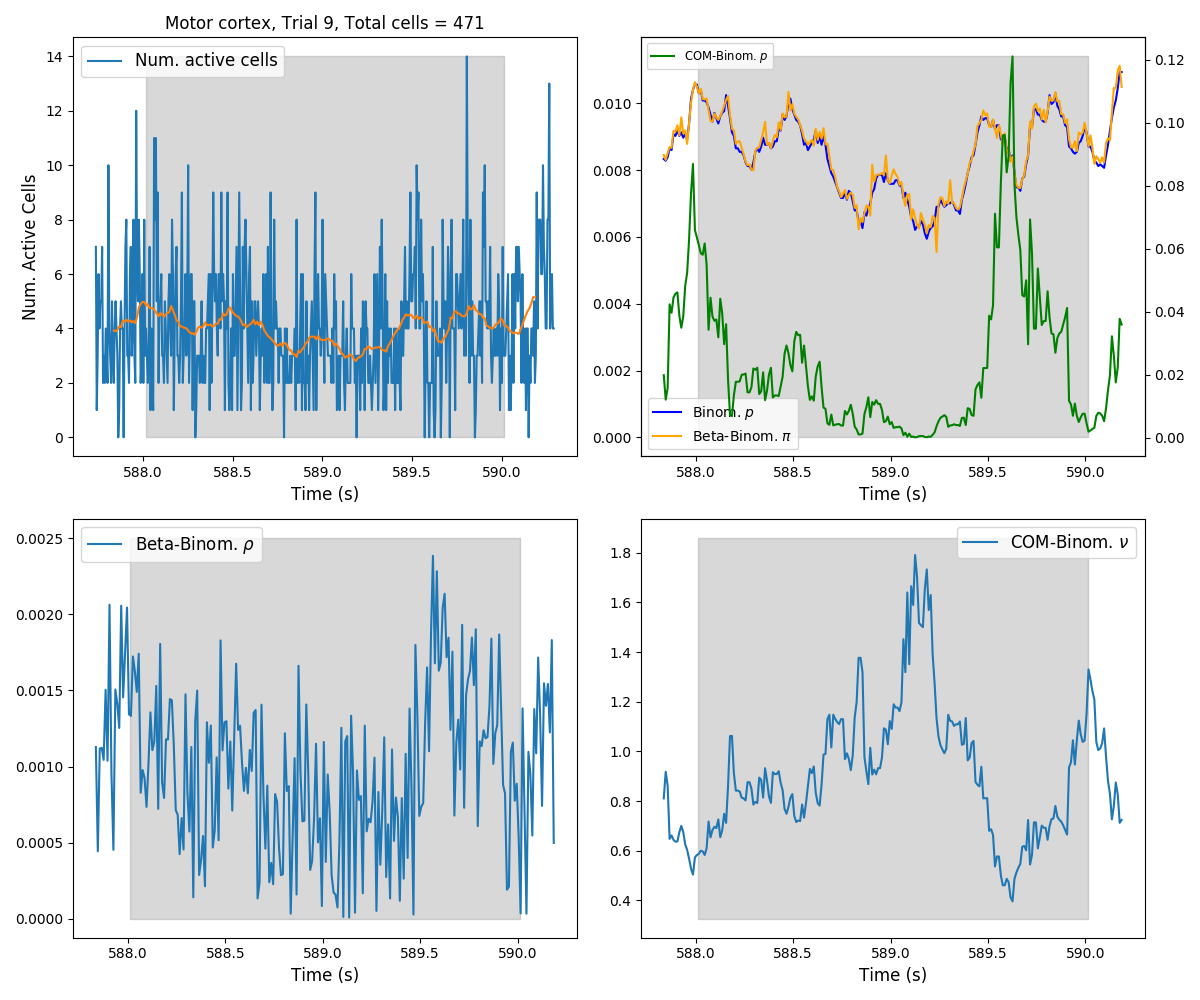 Motor cortex, Trial 9, Total cells = 471
Num. active cells
Num. Active Cells
14
12
10
8
6
4
2
0
588.0 588.5 589.0 589.5 590.0
Time (s)
COM-Binom. p
Binom. p
Beta-Binom. π
0.010
0.008
0.006
0.004
0.002
0.000
0.12
0.10
0.08
0.06
0.04
0.02
0.00
588.0 588.5 589.0 589.5 590.0
Time (s)
Beta-Binom. ρ
0.0025
0.0020
0.0015
0.0010
0.0005
0.0000
588.0 588.5 589.0 589.5 590.0
Time (s)
COM-Binom. ν
1.8
1.6
1.4
1.2
1.0
0.8
0.6
0.4
588.0 588.5 589.0 589.5 590.0
Time (s)